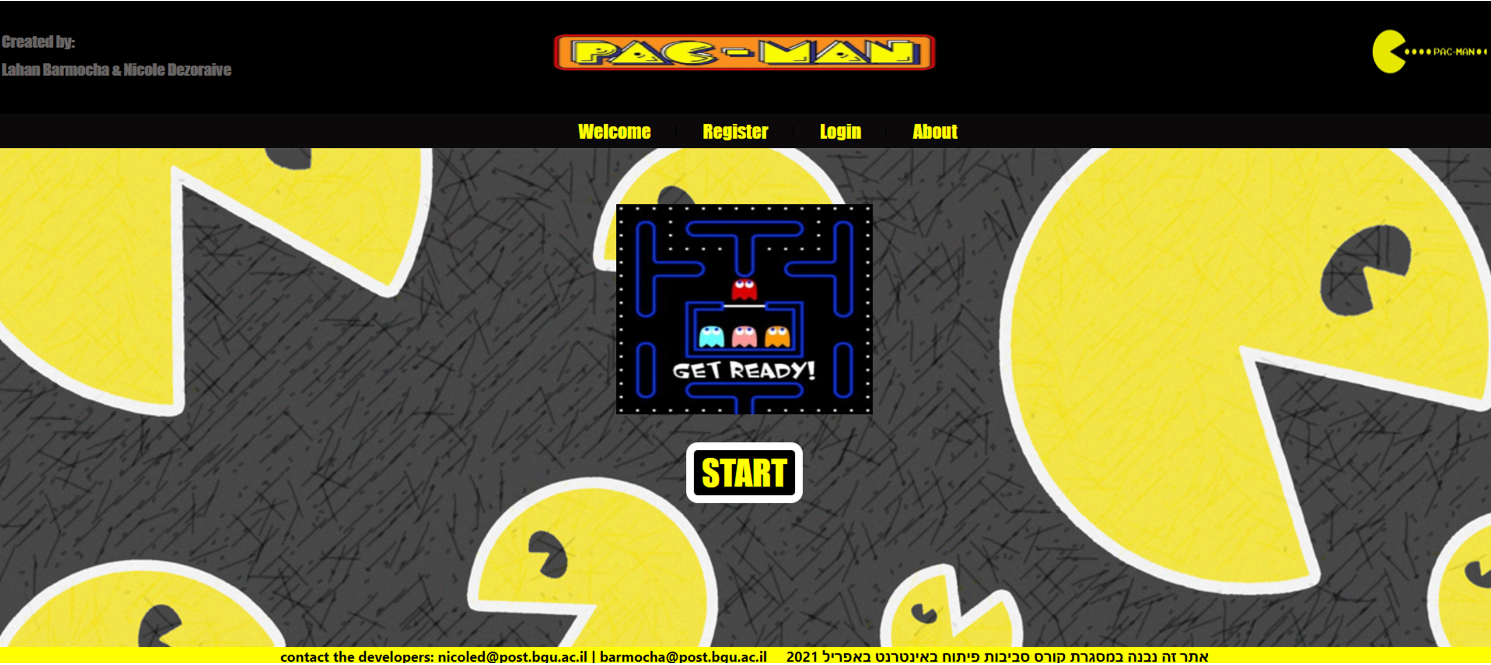 Created by:
Lahan Barmocha & Nicole Dezoraive
PAC-MAN
PAC-MAN
Welcome
Register
Login
About
GET READY!
START
contact the developers: nicoled@post.bgu.ac.il | barmocha@post.bgu.ac.il אתר זה נבנה במסגרת קורס סביבות פיתוח באינטרנט באפריל 2021